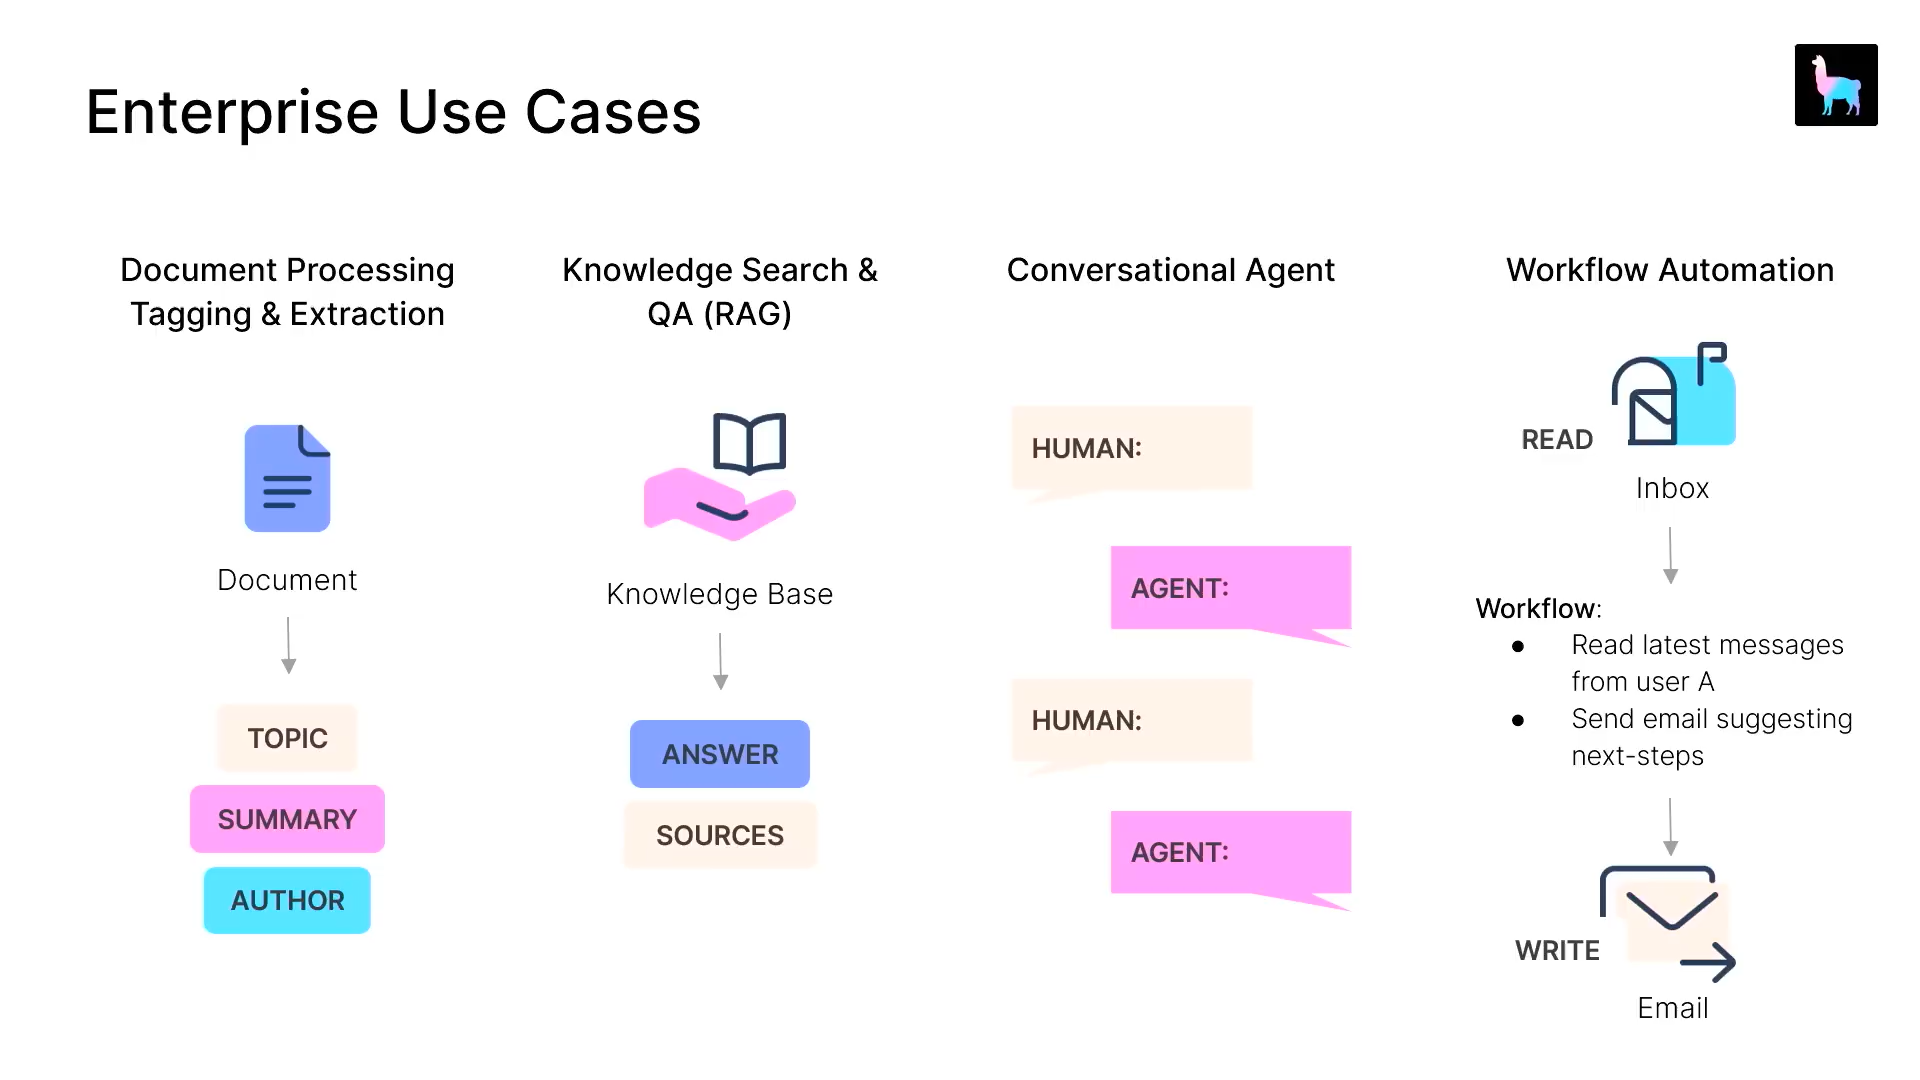 Enterprise Use Cases
Document Processing
Tagging & Extraction
Document
TOPIC
SUMMARY
AUTHOR
Knowledge Search &
QA (RAG)
Knowledge Base
ANSWER
SOURCES
Conversational Agent
HUMAN:
AGENT:
HUMAN:
AGENT:
Workflow Automation
READ
Inbox
Workflow:
● Read latest messages
from user A
● Send email suggesting
next-steps
WRITE
Email